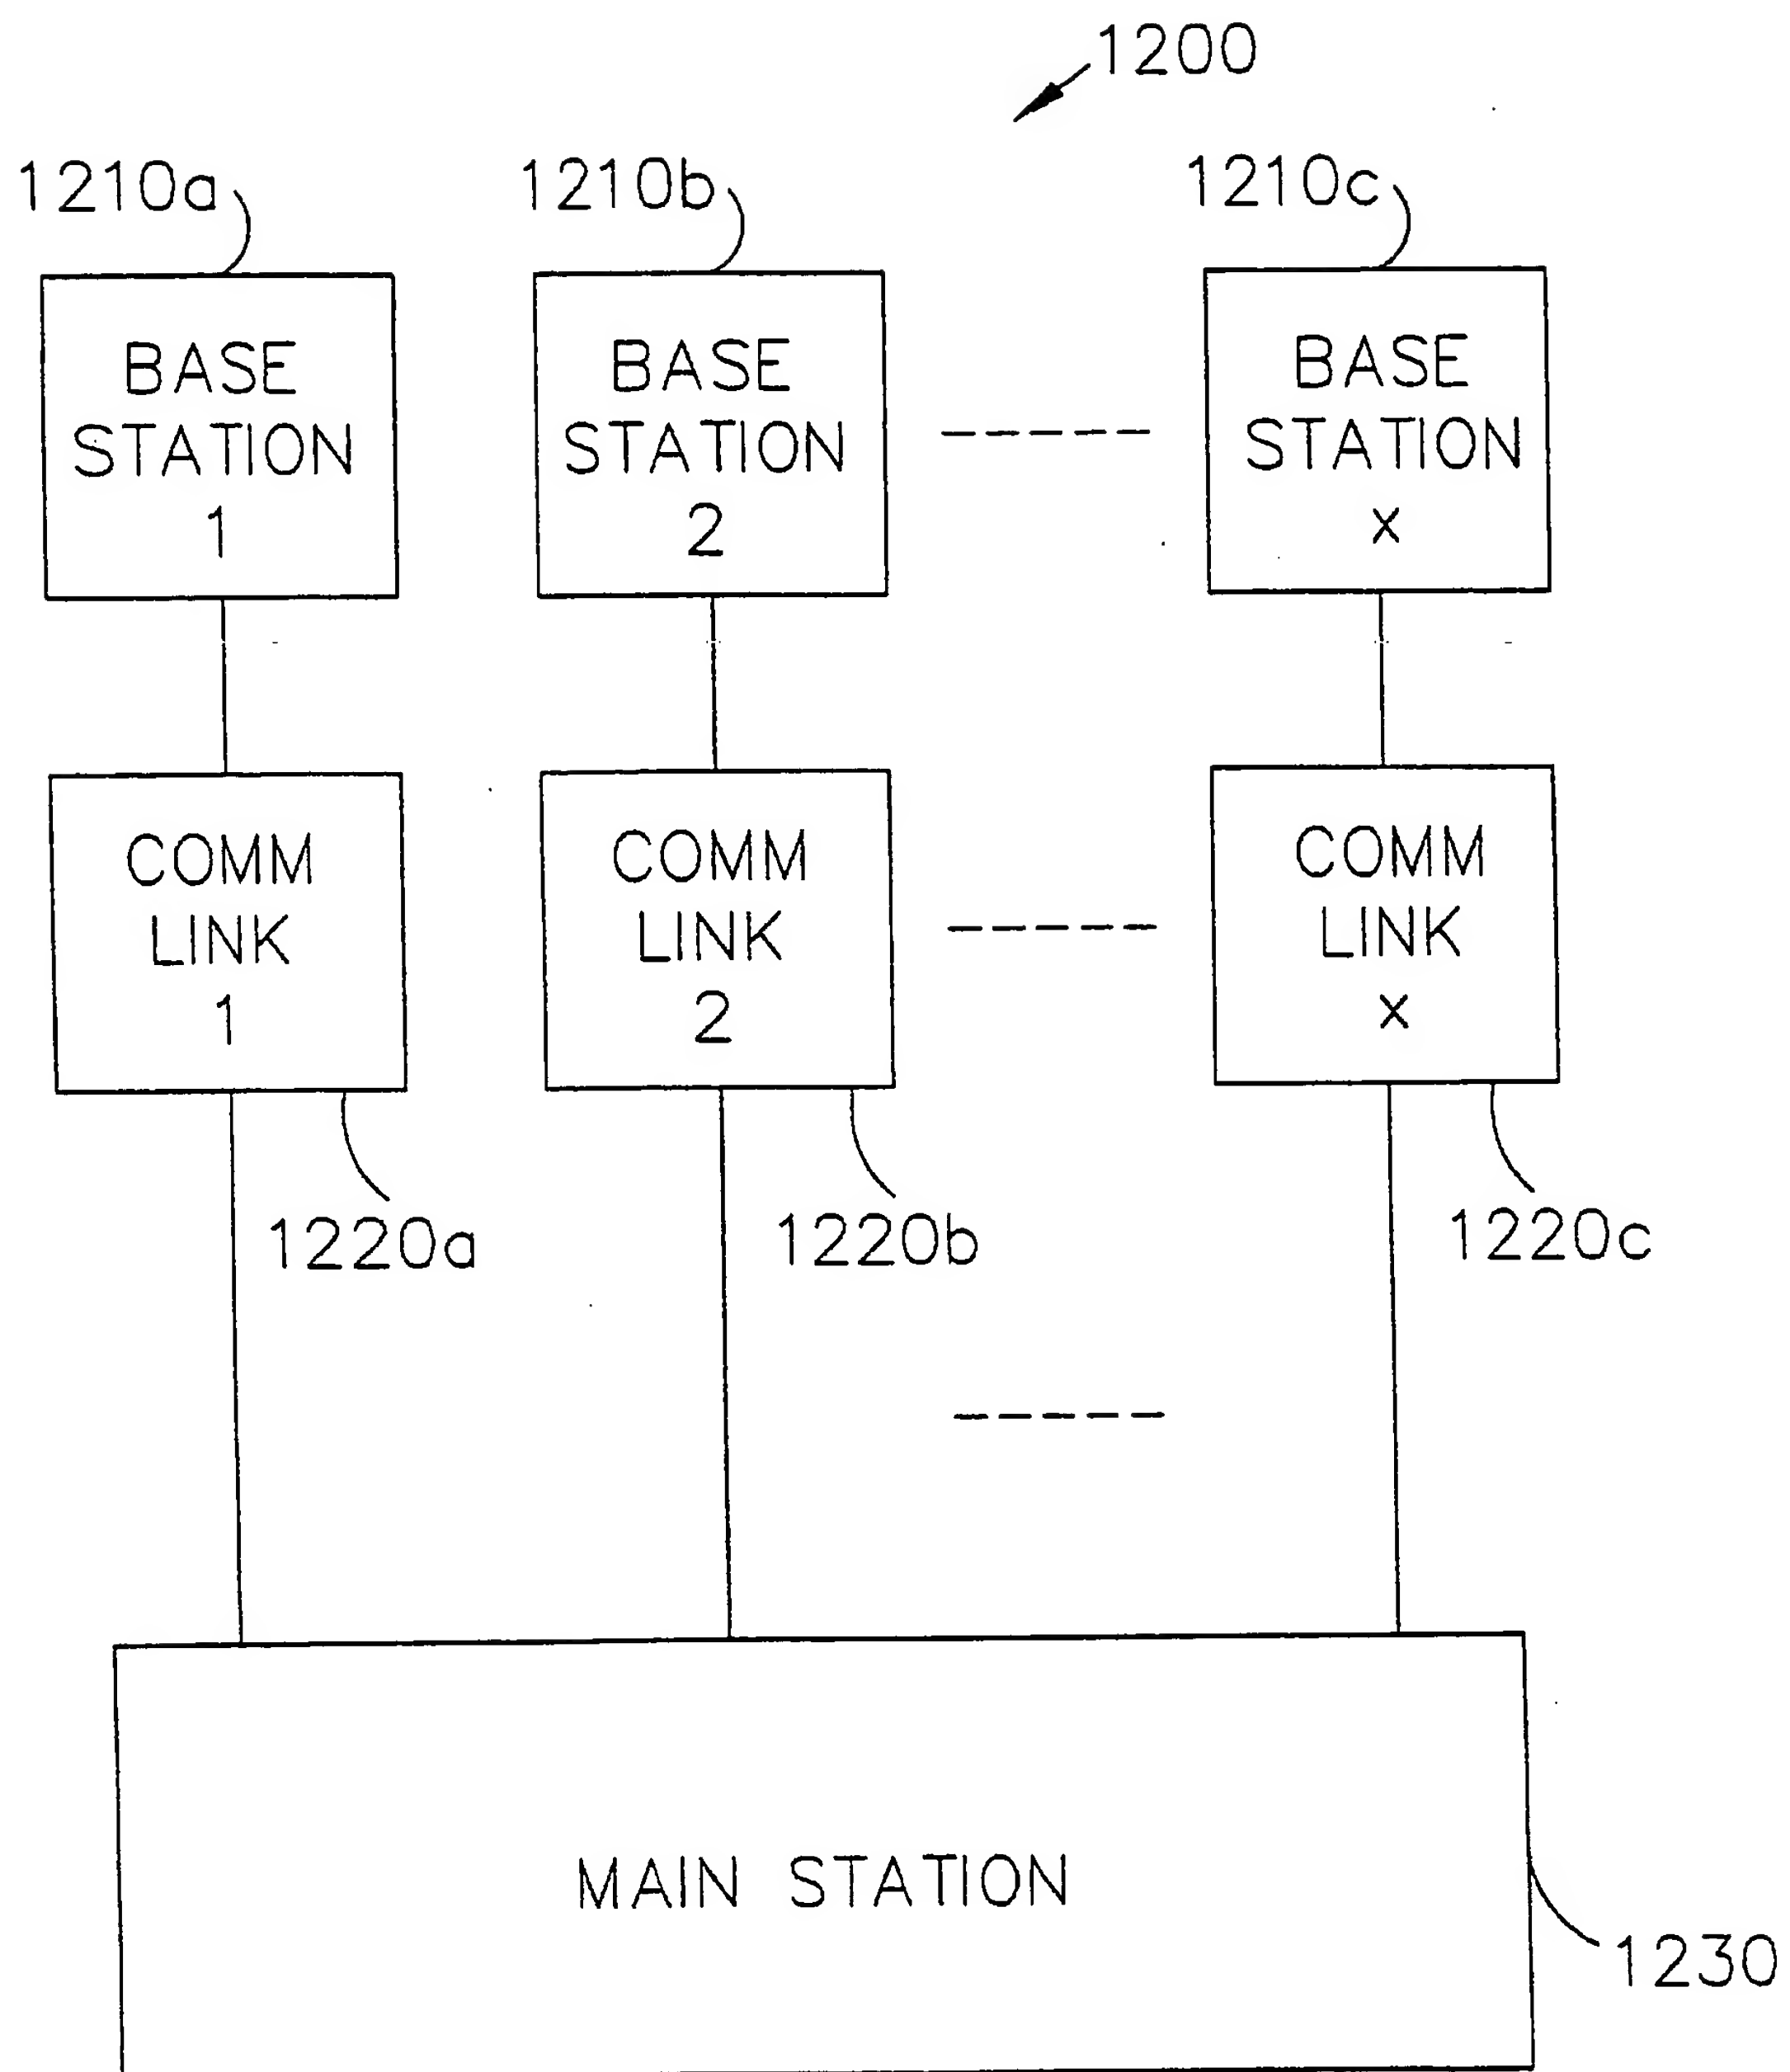 1200
1210a
1210b
1210c
BASE
STATION
1
BASE
STATION
2
BASE
STATION
x
COMM
LINK
1
COMM
LINK
2
COMM
LINK
x
1220a
1220b
1220c
MAIN STATION
1230